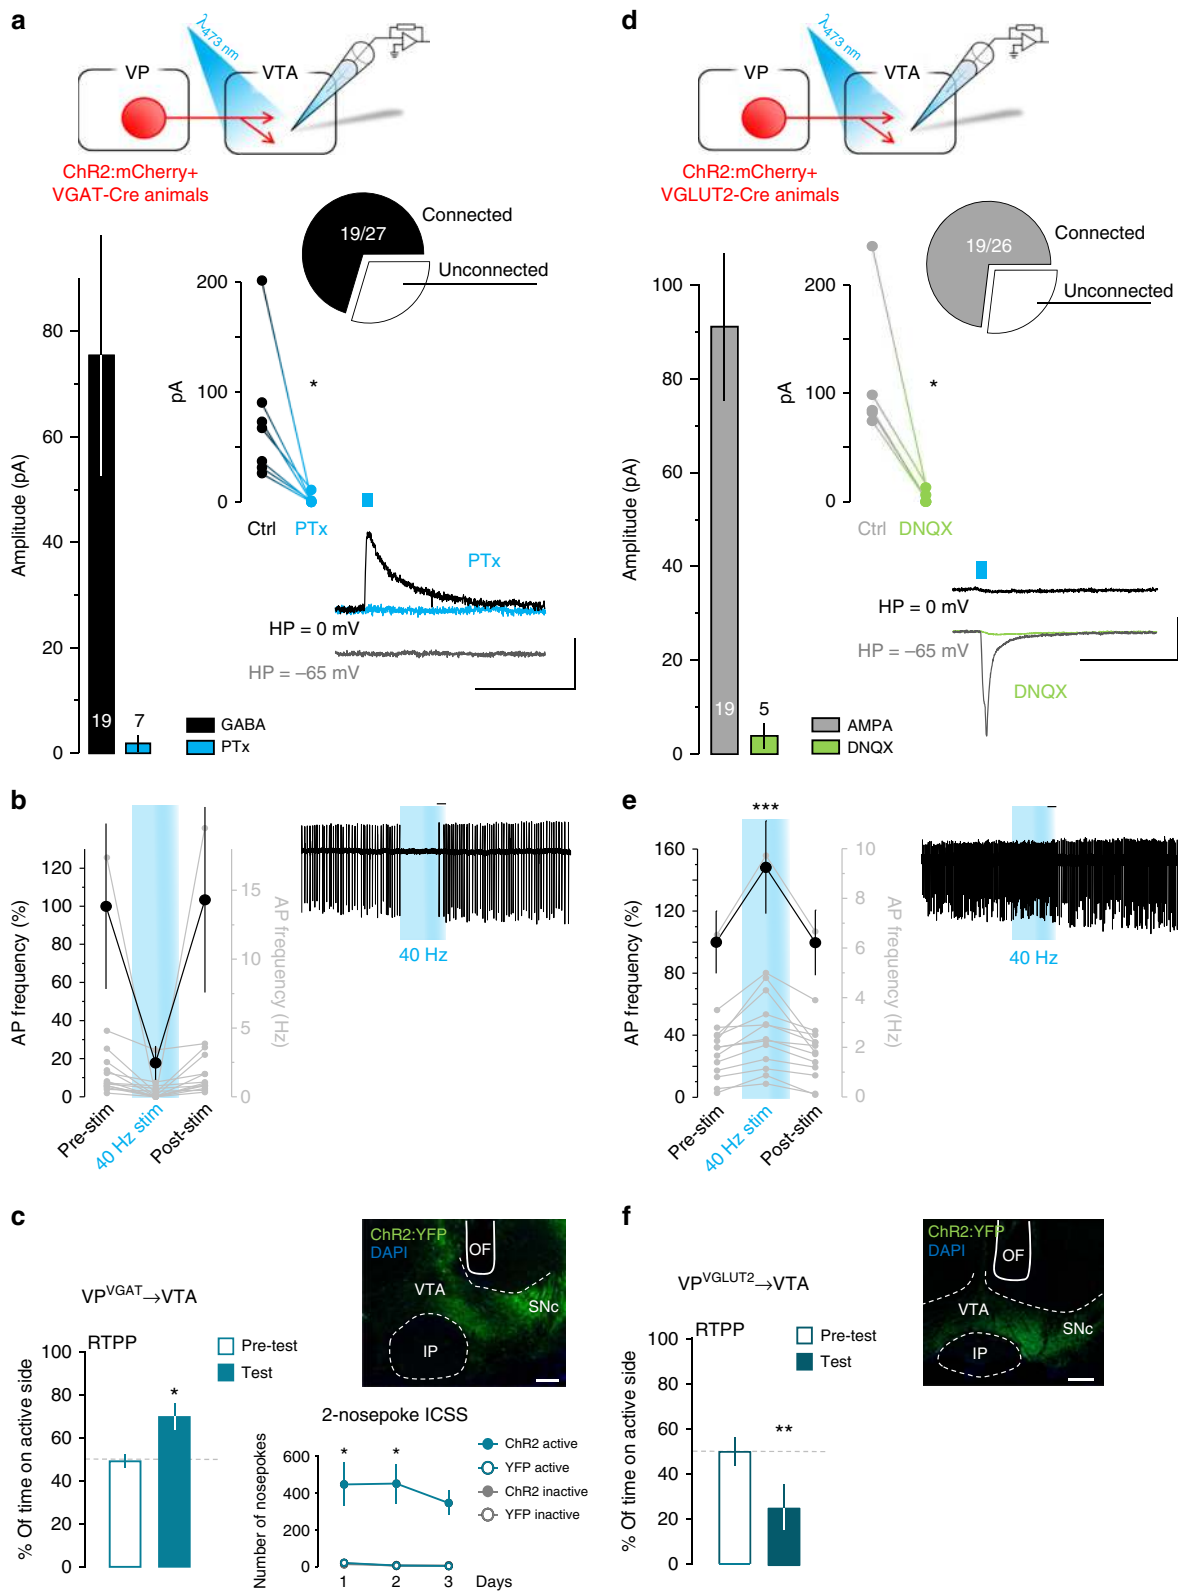 a
λ473 nm
VP
VTA
ChR2:mCherry+
VGAT-Cre animals
19/27
Connected
Unconnected
Amplitude (pA)
80
60
40
20
0
19
7
pA
200
100
0
*
Ctrl
PTx
PTx
HP = 0 mV
HP = –65 mV
GABA
PTx
d
λ473 nm
VP
VTA
ChR2:mCherry+
VGLUT2-Cre animals
19/26
Connected
Unconnected
Amplitude (pA)
100
80
60
40
20
0
19
5
pA
200
100
0
*
Ctrl
DNQX
HP = 0 mV
HP = –65 mV
DNQX
AMPA
DNQX
b
AP frequency (%)
120
100
80
60
40
20
0
15
10
5
0
AP frequency (Hz)
Pre-stim
40 Hz stim
Post-stim
40 Hz
e
***
AP frequency (%)
160
120
80
40
0
10
8
6
4
2
0
AP frequency (Hz)
Pre-stim
40 Hz stim
Post-stim
40 Hz
c
VPVGAT→VTA
RTPP
Pre-test
Test
% Of time on active side
100
80
60
40
20
0
*
ChR2:YFP
DAPI
OF
VTA
SNc
IP
2-nosepoke ICSS
Number of nosepokes
600
400
200
0
*
*
1
2
3
Days
ChR2 active
YFP active
ChR2 inactive
YFP inactive
f
VPVGLUT2→VTA
RTPP
Pre-test
Test
% Of time on active side
100
80
60
40
20
0
**
ChR2:YFP
DAPI
OF
VTA
SNc
IP